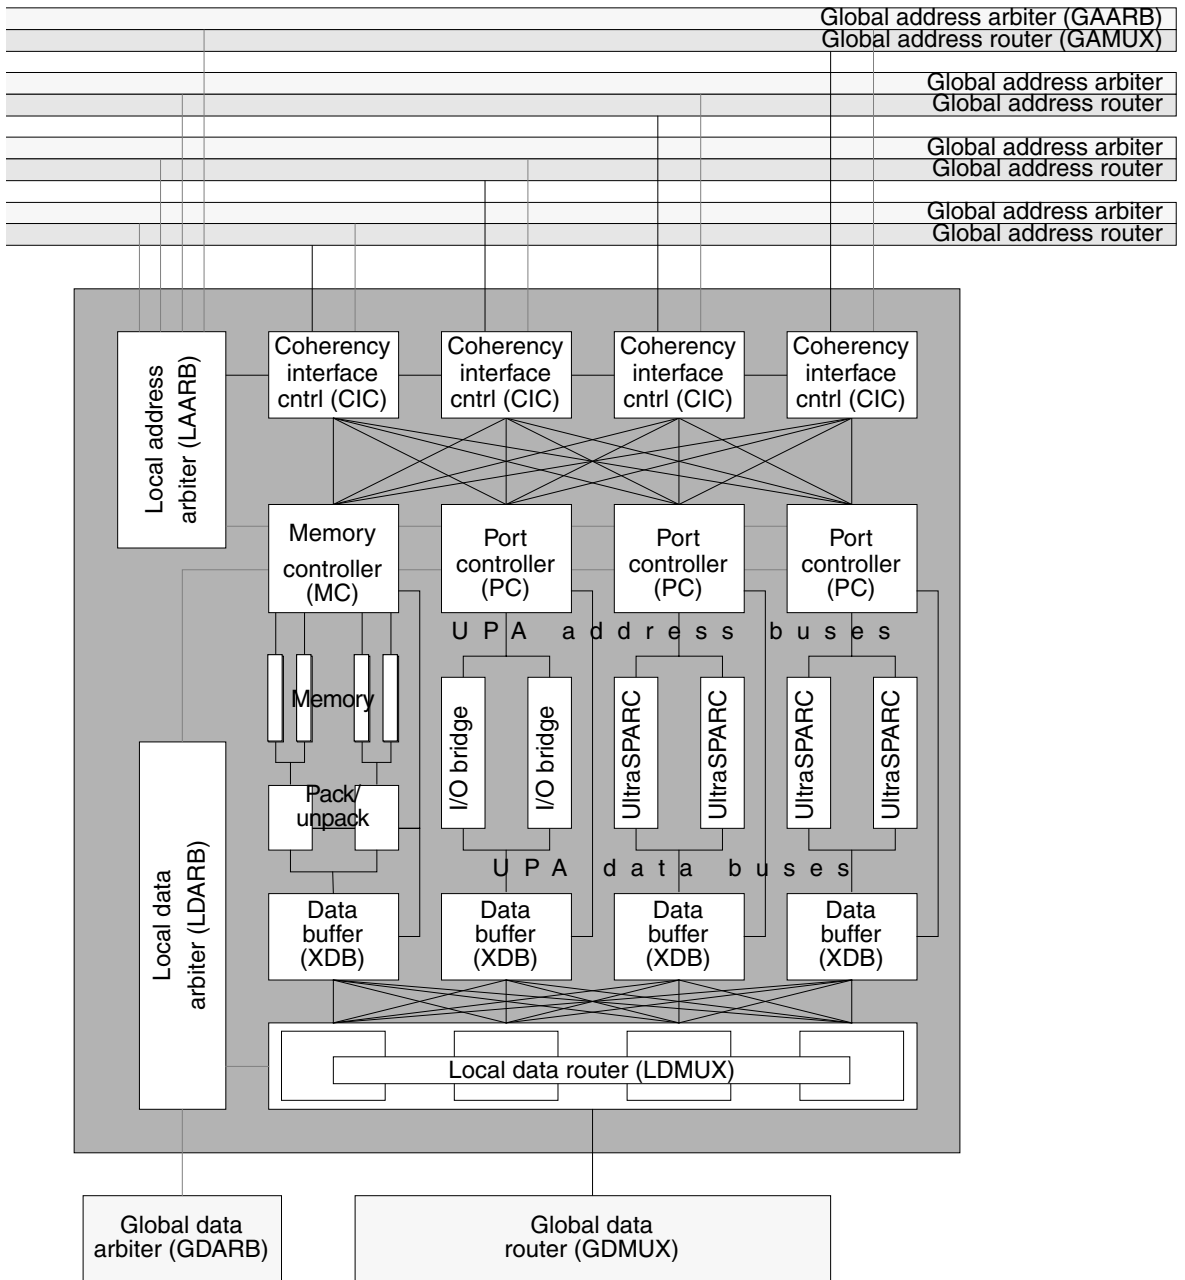 Global address arbiter (GAARB)
Global address router (GAMUX)
Global address arbiter
Global address router
Global address arbiter
Global address router
Global address arbiter
Global address router
Local address
arbiter (LAARB)
Coherency
interface
cntrl (CIC)
Coherency
interface
cntrl (CIC)
Coherency
interface
cntrl (CIC)
Coherency
interface
cntrl (CIC)
Memory
controller
(MC)
Port
controller
(PC)
Port
controller
(PC)
Port
controller
(PC)
UPA address buses
Memory
I/O bridge
I/O bridge
UltraSPARC
UltraSPARC
UltraSPARC
UltraSPARC
Pack/
unpack
UPA data buses
Local data
arbiter (LDARB)
Data
buffer
(XDB)
Data
buffer
(XDB)
Data
buffer
(XDB)
Data
buffer
(XDB)
Local data router (LDMUX)
Global data
arbiter (GDARB)
Global data
router (GDMUX)